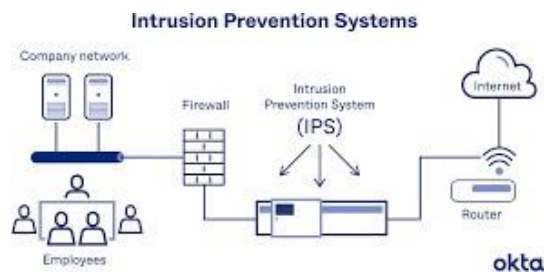 Intrusion Prevention Systems
Company network
Firewall
Intrusion
Prevention System
(IPS)
Internet
Router
Employees
okta